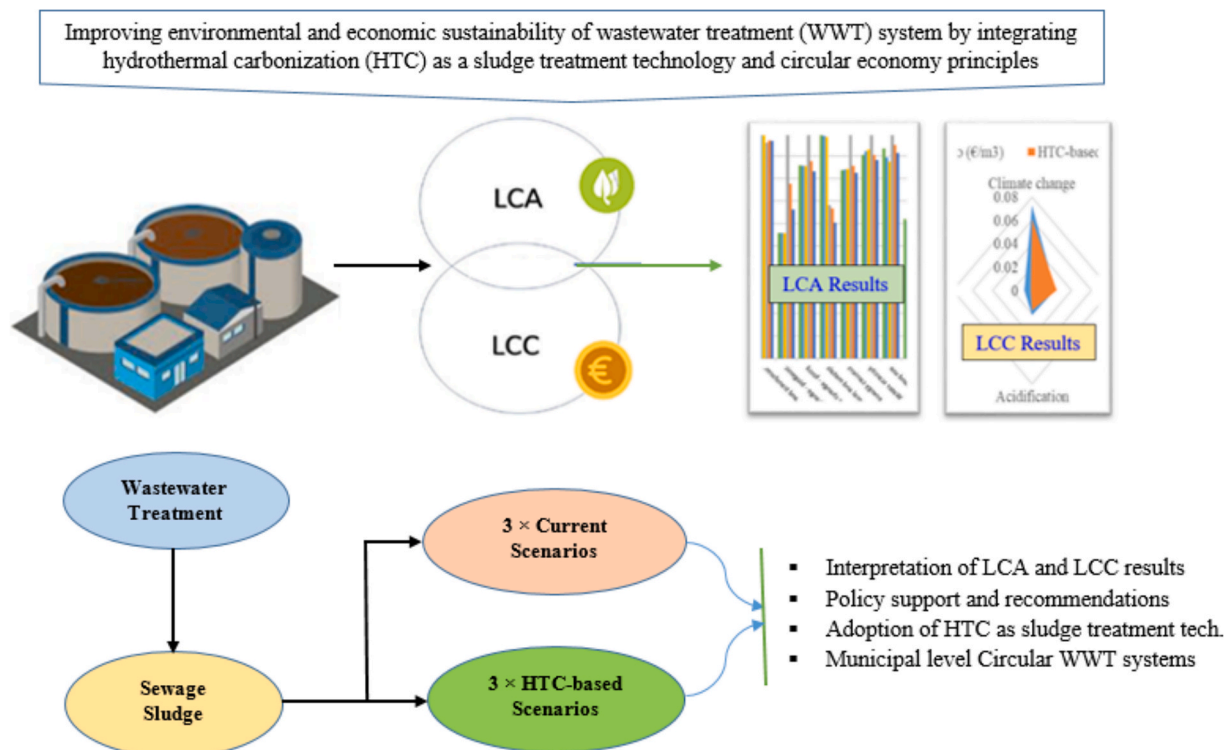 Improving environmental and economic sustainability of wastewater treatment (WWT) system by integrating
hydrothermal carbonization (HTC) as a sludge treatment technology and circular economy principles
LCA
LCC
€
LCA Results
(€/m3)
HTC-based
Climate change
0.08
0.06
0.04
0.02
0
LCC Results
Acidification
Wastewater
Treatment
Sewage
Sludge
3 × Current
Scenarios
3 × HTC-based
Scenarios
▪ Interpretation of LCA and LCC results
▪ Policy support and recommendations
▪ Adoption of HTC as sludge treatment tech.
▪ Municipal level Circular WWT systems